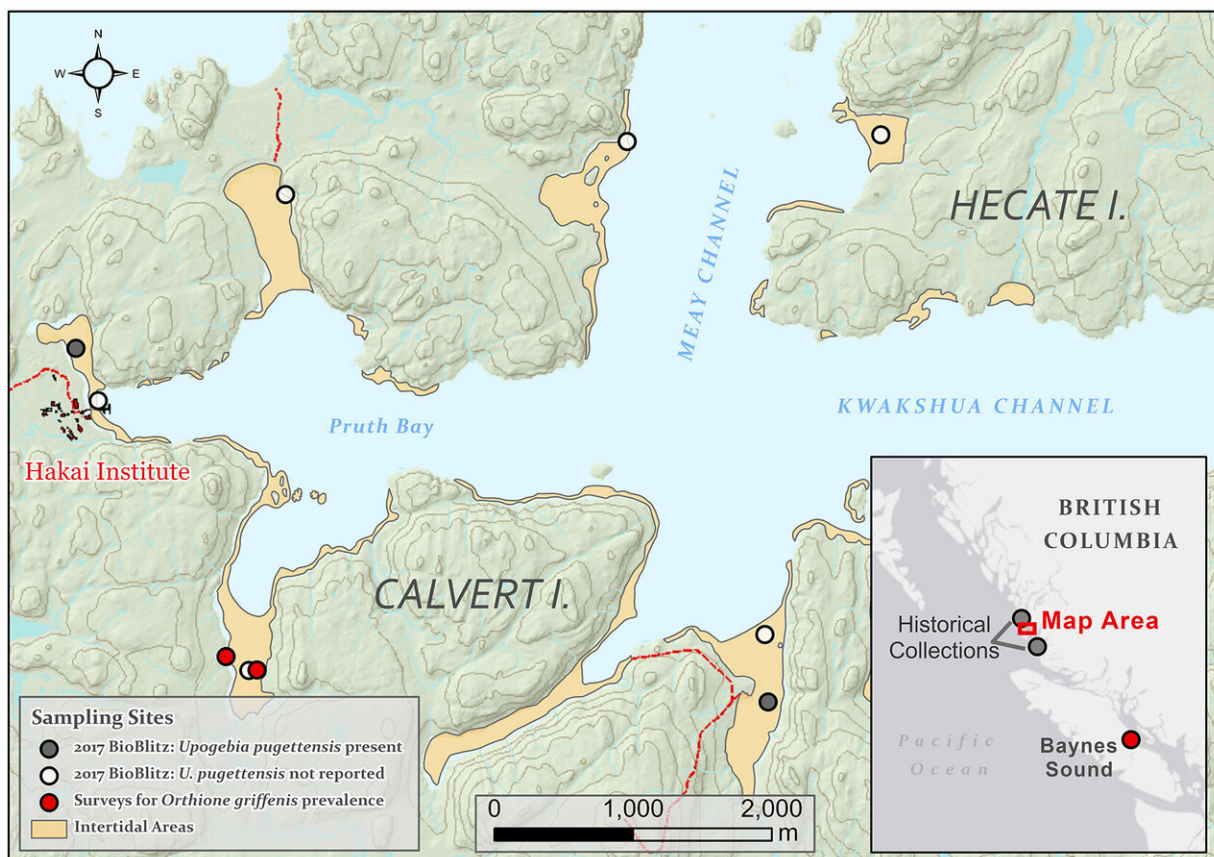 N
W E
S
HECATE I.
MEAY CHANNEL
KWAKSHUA CHANNEL
Pruth Bay
H
Hakai Institute
CALVERT I.
BRITISH
COLUMBIA
Historical
Collections
Map Area
Pacific
Ocean
Baynes
Sound
Sampling Sites
2017 BioBlitz: Upogebia pugettensis present
2017 BioBlitz: U. pugettensis not reported
Surveys for Orthione griffenis prevalence
Intertidal Areas
0 1,000 2,000
m